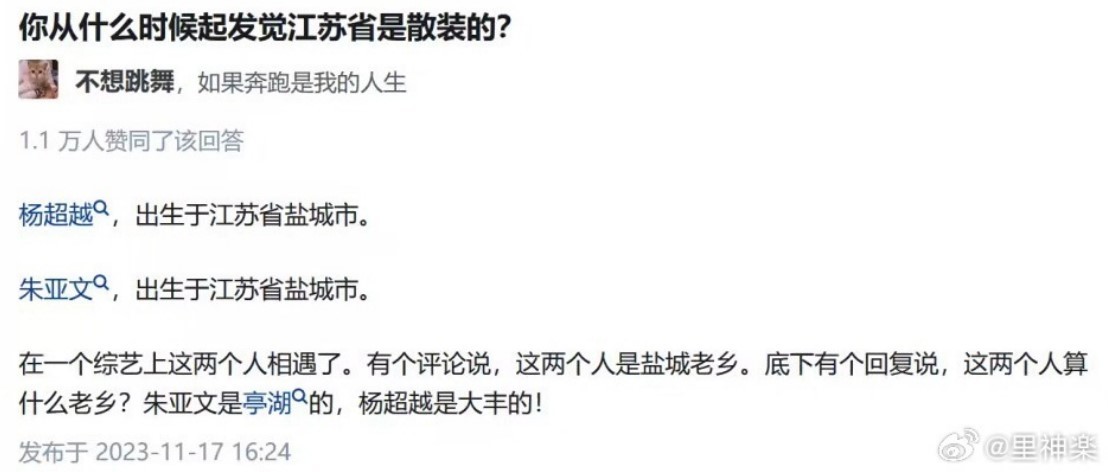 你从什么时候起发觉江苏省是散装的？
不想跳舞，如果奔跑是我的人生
1.1 万人赞同了该回答
杨超越，出生于江苏省盐城市。
朱亚文，出生于江苏省盐城市。
在一个综艺上这两个人相遇了。有个评论说，这两个人是盐城老乡。底下有个回复说，这两个人算
什么老乡？朱亚文是亭湖的，杨超越是大丰的！
发布于 2023-11-17 16:24
@里神楽